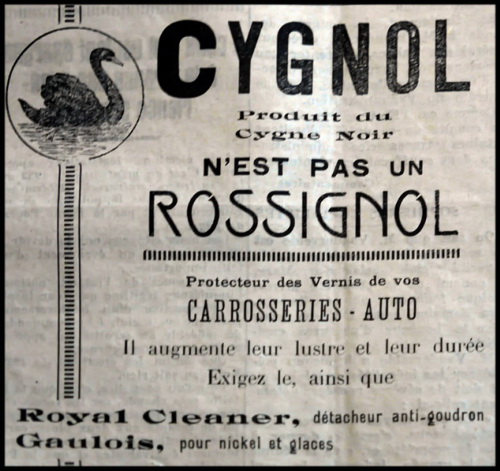 CYGNOL
Produit du
Cygne Noir
N'EST PAS UN
ROSSIGNOL
Protecteur des Vernis de vos
CARROSSERIES - AUTO
Il augmente leur lustre et leur durée
Exigez le, ainsi que
Royal Cleaner, détacheur anti-goudron
Gaulois, pour nickel et glaces